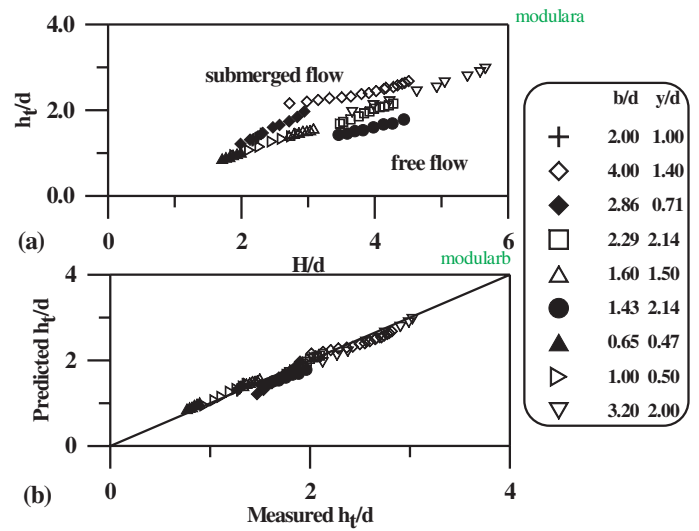 modulara
4.0
submerged flow
hₜ/d
2.0
free flow
0.0
(a)
0 2 4 6
H/d
modularb
4
Predicted hₜ/d
2
0
(b)
0 2 4
Measured hₜ/d
b/d y/d
2.00 1.00
4.00 1.40
2.86 0.71
2.29 2.14
1.60 1.50
1.43 2.14
0.65 0.47
1.00 0.50
3.20 2.00